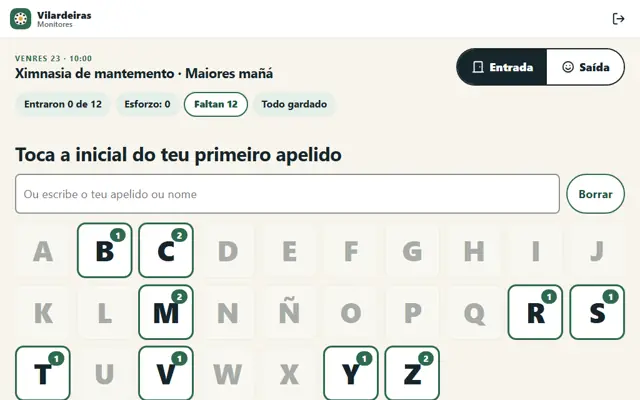 Vilardeiras
Monitores
VENRES 23 · 10:00
Ximnasia de mantemento · Maiores mañá
Entrada
Saída
Entraron 0 de 12
Esforzo: 0
Faltan 12
Todo gardado
Toca a inicial do teu primeiro apelido
Ou escribe o teu apelido ou nome
Borrar
A B 1 C 2 D E F G H I J
K L M 2 N Ñ O P Q R 1 S 1
T 1 U V 1 W X Y 1 Z 2